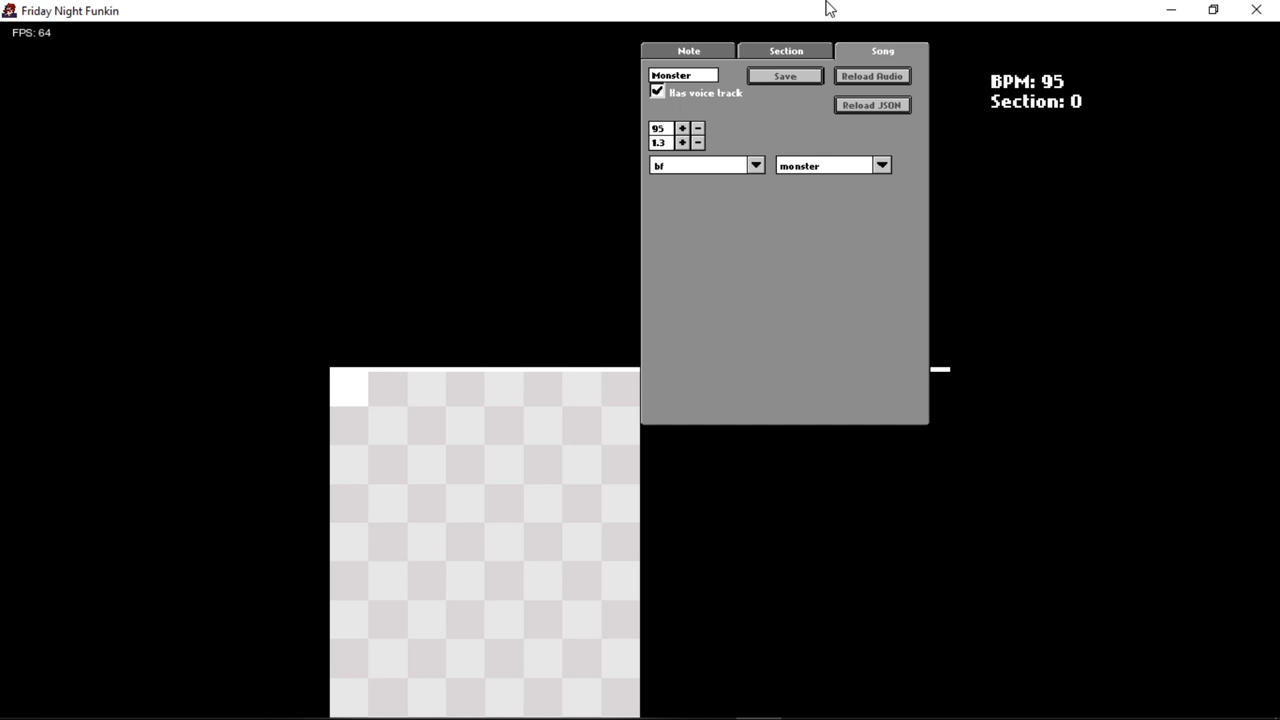 Friday Night Funkin
FPS: 64
Note Section Song
Monster Save Reload Audio
Has voice track
Reload JSON
95 + -
1.3 + -
bf monster
BPM: 95
Section: 0